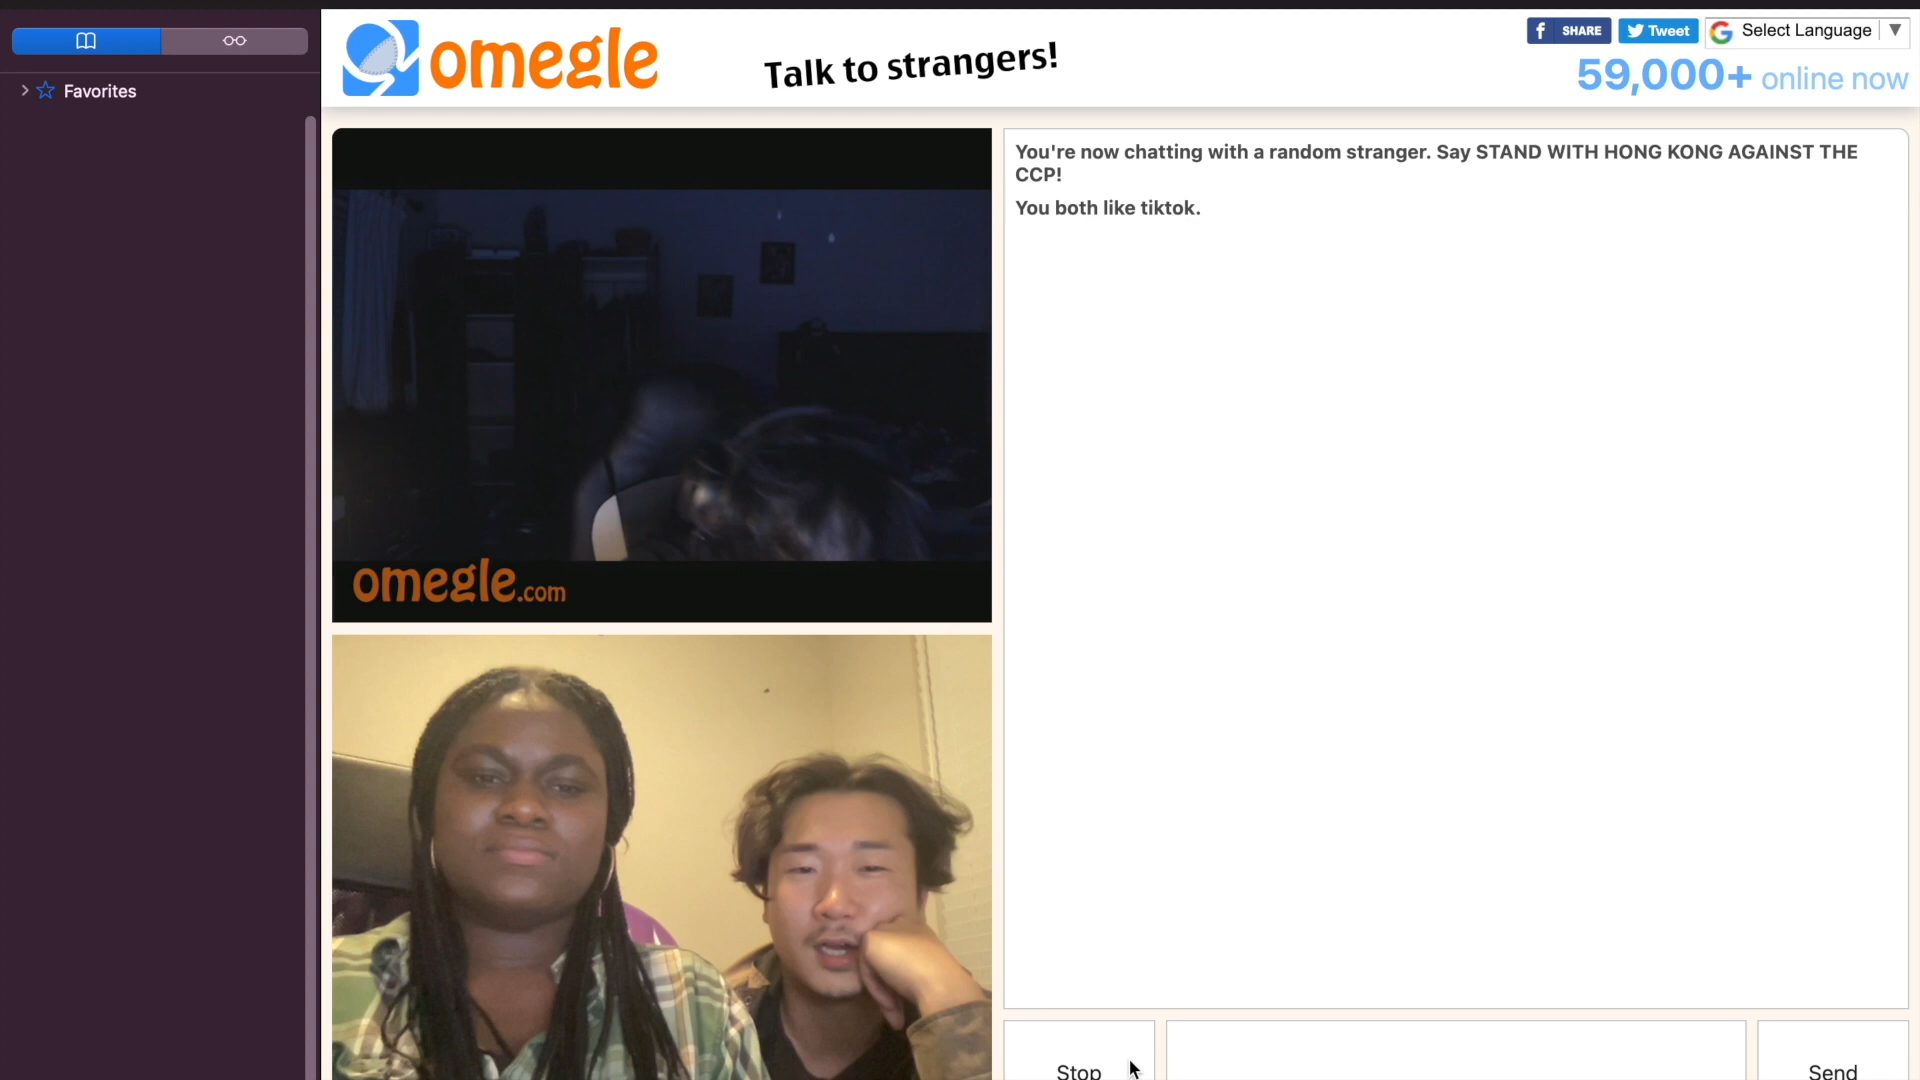 Favorites
omegle
Talk to strangers!
f SHARE
Tweet
G Select Language ▼
59,000+ online now
You're now chatting with a random stranger. Say STAND WITH HONG KONG AGAINST THE
CCP!
You both like tiktok.
omegle.com
Stop
Send